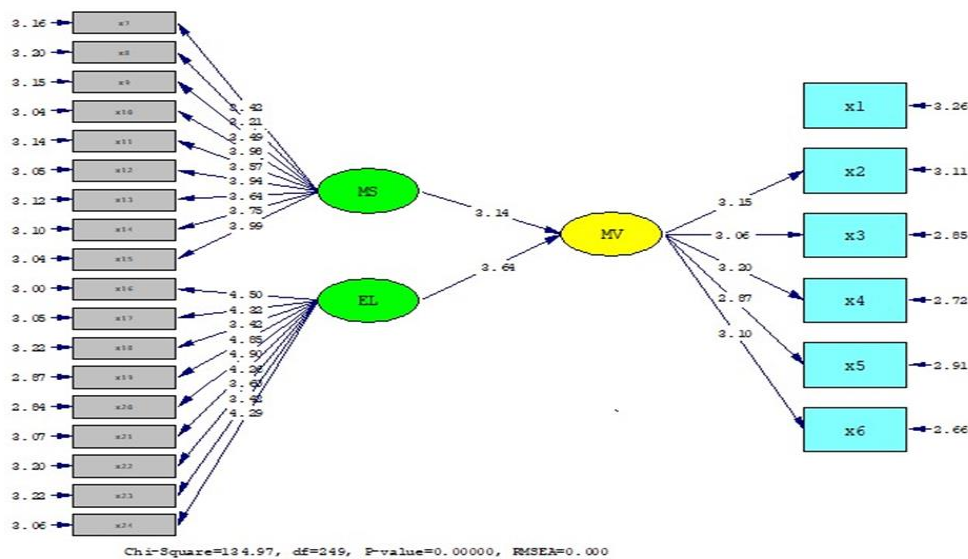 3.16 x7
3.20 x8
3.15 x9
3.04 x10
3.14 x11
3.05 x12
3.12 x13
3.10 x14
3.04 x15
3.00 x16
3.05 x17
3.22 x18
2.87 x19
2.84 x20
3.07 x21
3.20 x22
3.22 x23
3.06 x24
3.21
3.49
3.98
3.57
3.94
3.64
3.75
3.99
4.50
4.32
3.42
4.85
4.90
4.29
MS
EL
3.14
3.64
MV
3.15
3.06
3.20
2.87
3.10
x1 3.26
x2 3.11
x3 2.85
x4 2.72
x5 2.91
x6 2.66
Chi-Square=134.97, df=249, P-value=0.00000, RMSEA=0.000